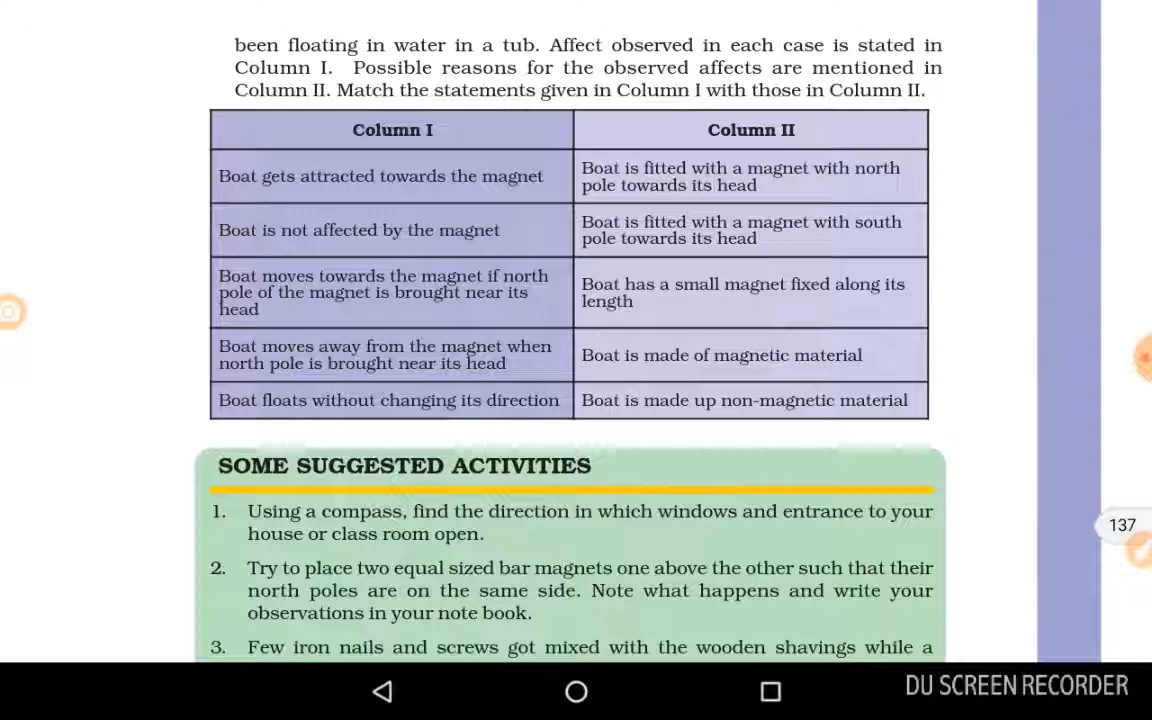 been floating in water in a tub. Affect observed in each case is stated in
Column I. Possible reasons for the observed affects are mentioned in
Column II. Match the statements given in Column I with those in Column II.
Column I
Column II
Boat gets attracted towards the magnet
Boat is fitted with a magnet with north
pole towards its head
Boat is not affected by the magnet
Boat is fitted with a magnet with south
pole towards its head
Boat moves towards the magnet if north
pole of the magnet is brought near its
head
Boat has a small magnet fixed along its
length
Boat moves away from the magnet when
north pole is brought near its head
Boat is made of magnetic material
Boat floats without changing its direction
Boat is made up non-magnetic material
SOME SUGGESTED ACTIVITIES
1. Using a compass, find the direction in which windows and entrance to your
house or class room open.
2. Try to place two equal sized bar magnets one above the other such that their
north poles are on the same side. Note what happens and write your
observations in your note book.
3. Few iron nails and screws got mixed with the wooden shavings while a
137
DU SCREEN RECORDER